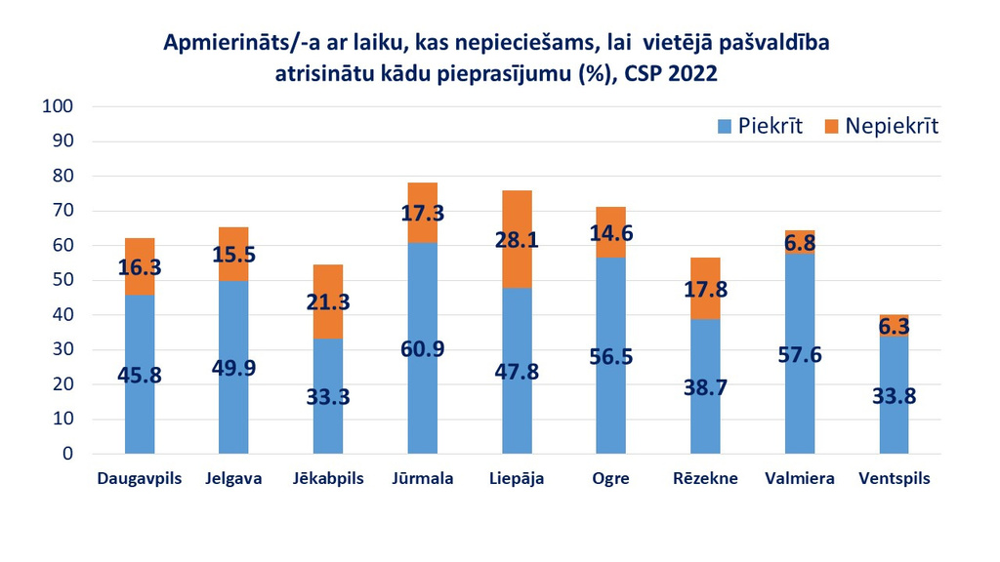 Apmierināts/-a ar laiku, kas nepieciešams, lai  vietējā pašvaldība
atrisinātu kādu pieprasījumu (%), CSP 2022
Piekrīt Nepiekrīt
100
90
80
70
60
50
40
30
20
10
0
16.3 15.5 21.3 17.3 28.1 14.6 17.8 6.8 6.3
45.8 49.9 33.3 60.9 47.8 56.5 38.7 57.6 33.8
Daugavpils Jelgava Jēkabpils Jūrmala Liepāja Ogre Rēzekne Valmiera Ventspils